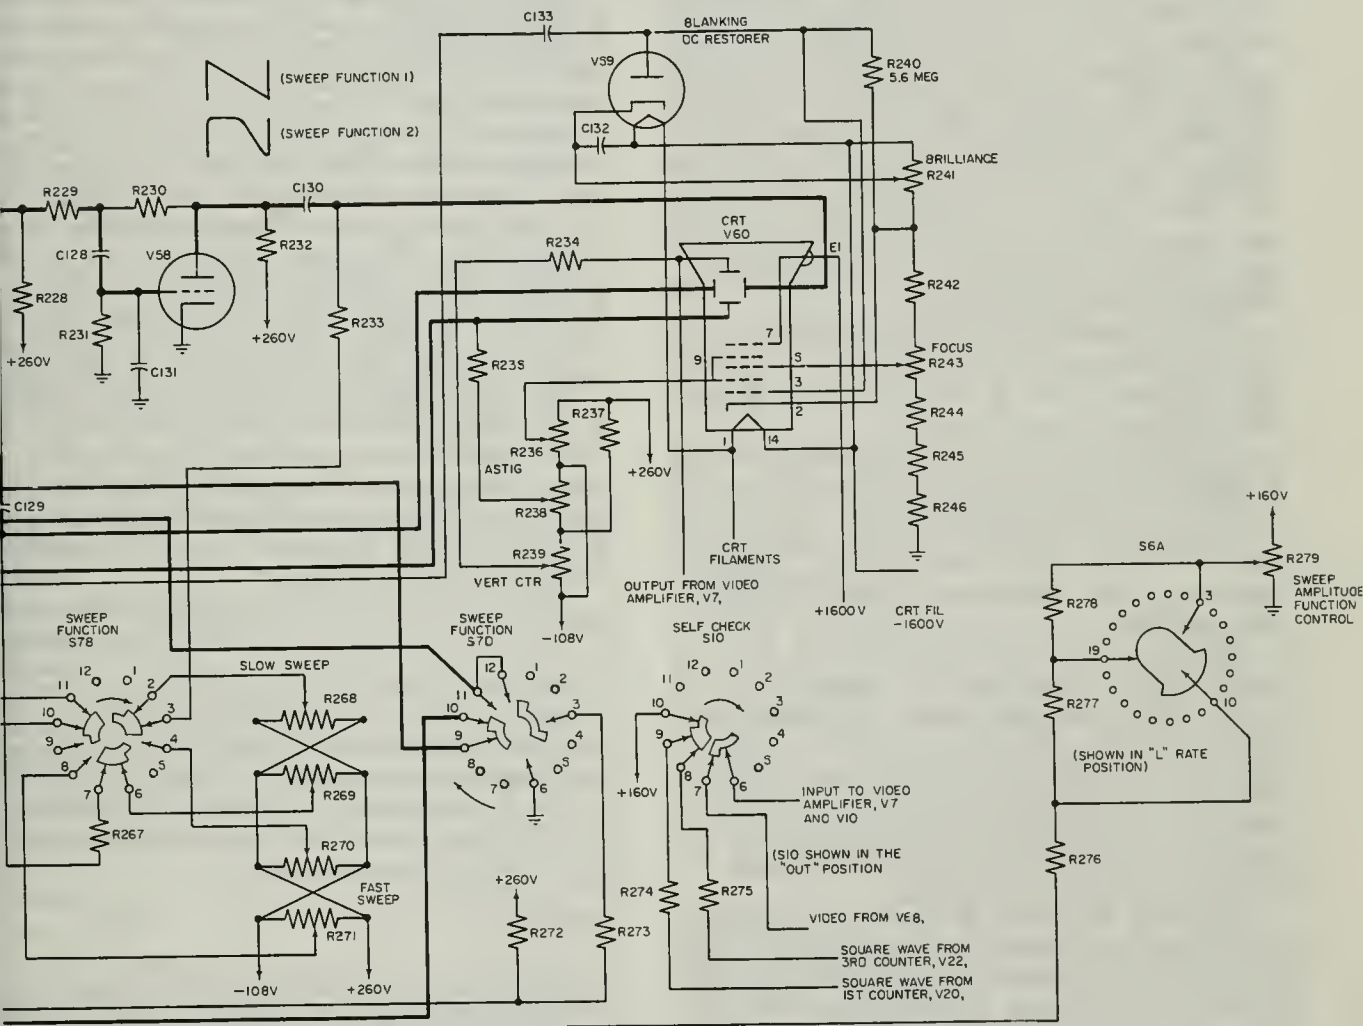 C133
BLANKING
DC RESTORER
V59
R240
5.6 MEG
(SWEEP FUNCTION 1)
(SWEEP FUNCTION 2)
C132
BRILLIANCE
R241
R229
R230
C130
CRT
V60
E1
R234
C128
V58
R232
R228
R231
+260V
+260V
C131
R233
R242
7
9
5
3
2
1
14
FOCUS
R243
R235
R237
R236
ASTIG
+260V
R244
R245
R238
R246
C129
R239
VERT CTR
CRT
FILAMENTS
OUTPUT FROM VIDEO
AMPLIFIER, V7,
-108V
+1600V
CRT FIL
-1600V
+160V
S6A
R279
SWEEP
AMPLITUDE
FUNCTION
CONTROL
R278
3
19
10
R277
(SHOWN IN "L" RATE
POSITION)
R276
SWEEP
FUNCTION
S7B
12
1
2
3
4
5
6
7
8
9
10
11
SLOW SWEEP
R268
R269
R267
R270
FAST
SWEEP
R271
-108V
+260V
SWEEP
FUNCTION
S7D
12
1
2
3
4
5
6
7
8
9
10
11
+260V
R272
R273
SELF CHECK
S10
12
1
2
3
4
5
6
7
8
9
10
11
+160V
INPUT TO VIDEO
AMPLIFIER, V7
AND V10
(S10 SHOWN IN THE
"OUT" POSITION
R274
R275
VIDEO FROM VE8,
SQUARE WAVE FROM
3RD COUNTER, V22,
SQUARE WAVE FROM
1ST COUNTER, V20,